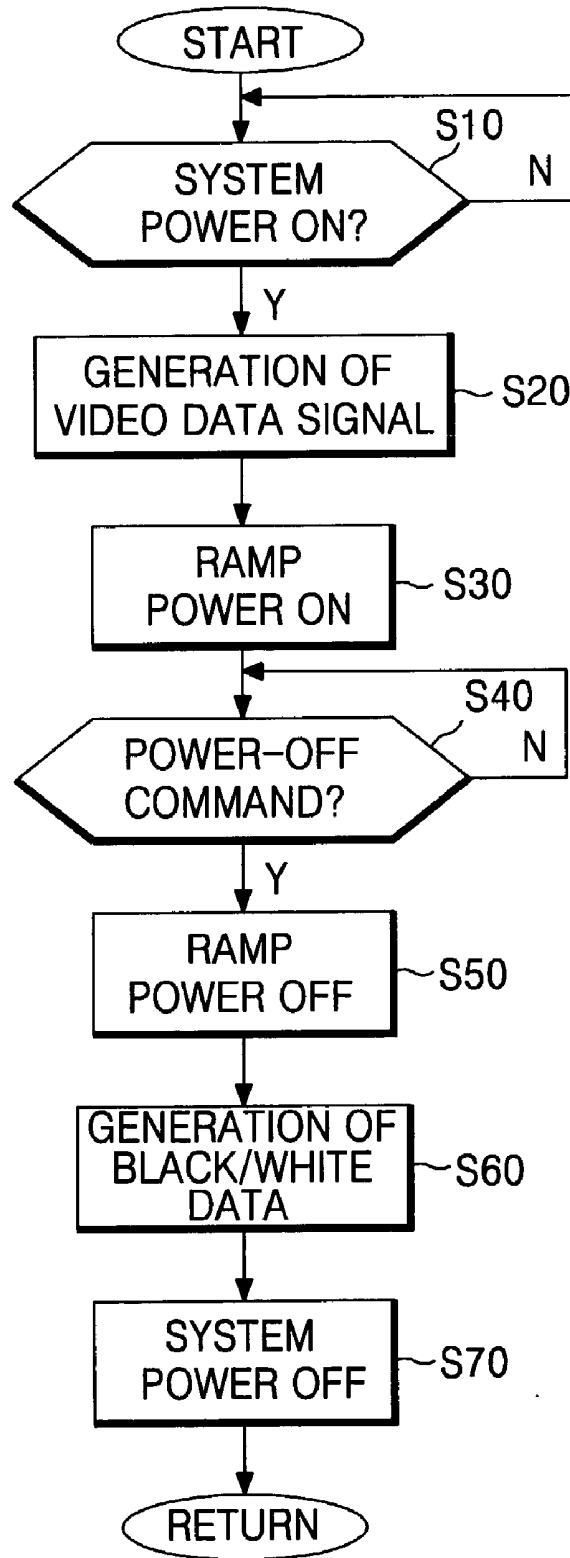 START
S10
N
SYSTEM
POWER ON?
Y
GENERATION OF
VIDEO DATA SIGNAL
S20
RAMP
POWER ON
S30
S40
N
POWER-OFF
COMMAND?
Y
RAMP
POWER OFF
S50
GENERATION OF
BLACK/WHITE
DATA
S60
SYSTEM
POWER OFF
S70
RETURN